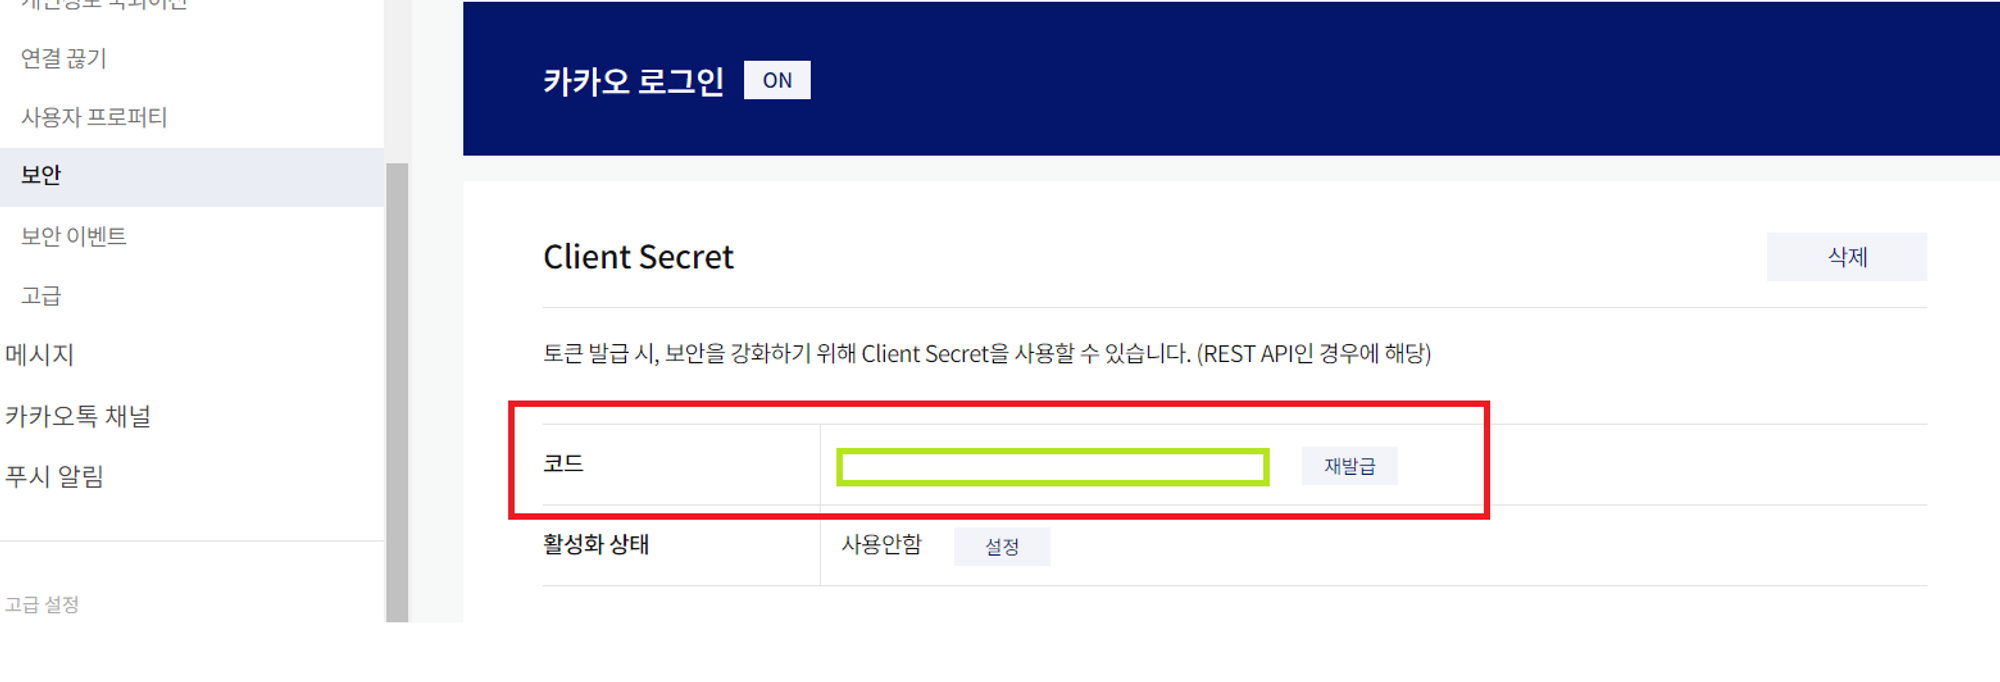 연결 끊기
사용자 프로퍼티
보안
보안 이벤트
고급
메시지
카카오톡 채널
푸시 알림
고급 설정
카카오 로그인 ON
Client Secret 삭제
토큰 발급 시, 보안을 강화하기 위해 Client Secret을 사용할 수 있습니다. (REST API인 경우에 해당)
코드 재발급
활성화 상태 사용안함 설정